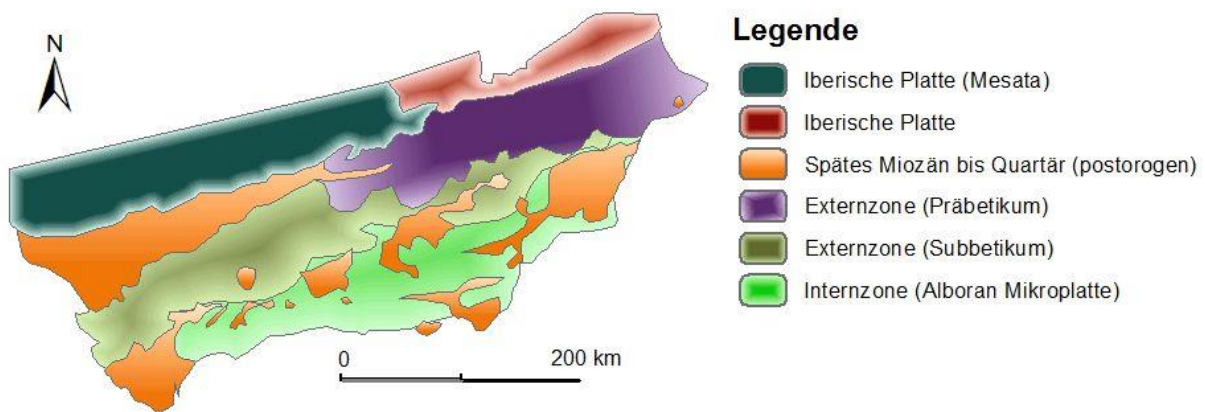 N
Legende
Iberische Platte (Mesata)
Iberische Platte
Spätes Miozän bis Quartär (postorogen)
Externzone (Präbetikum)
Externzone (Subbetikum)
Internzone (Alboran Mikroplatte)
0 200 km